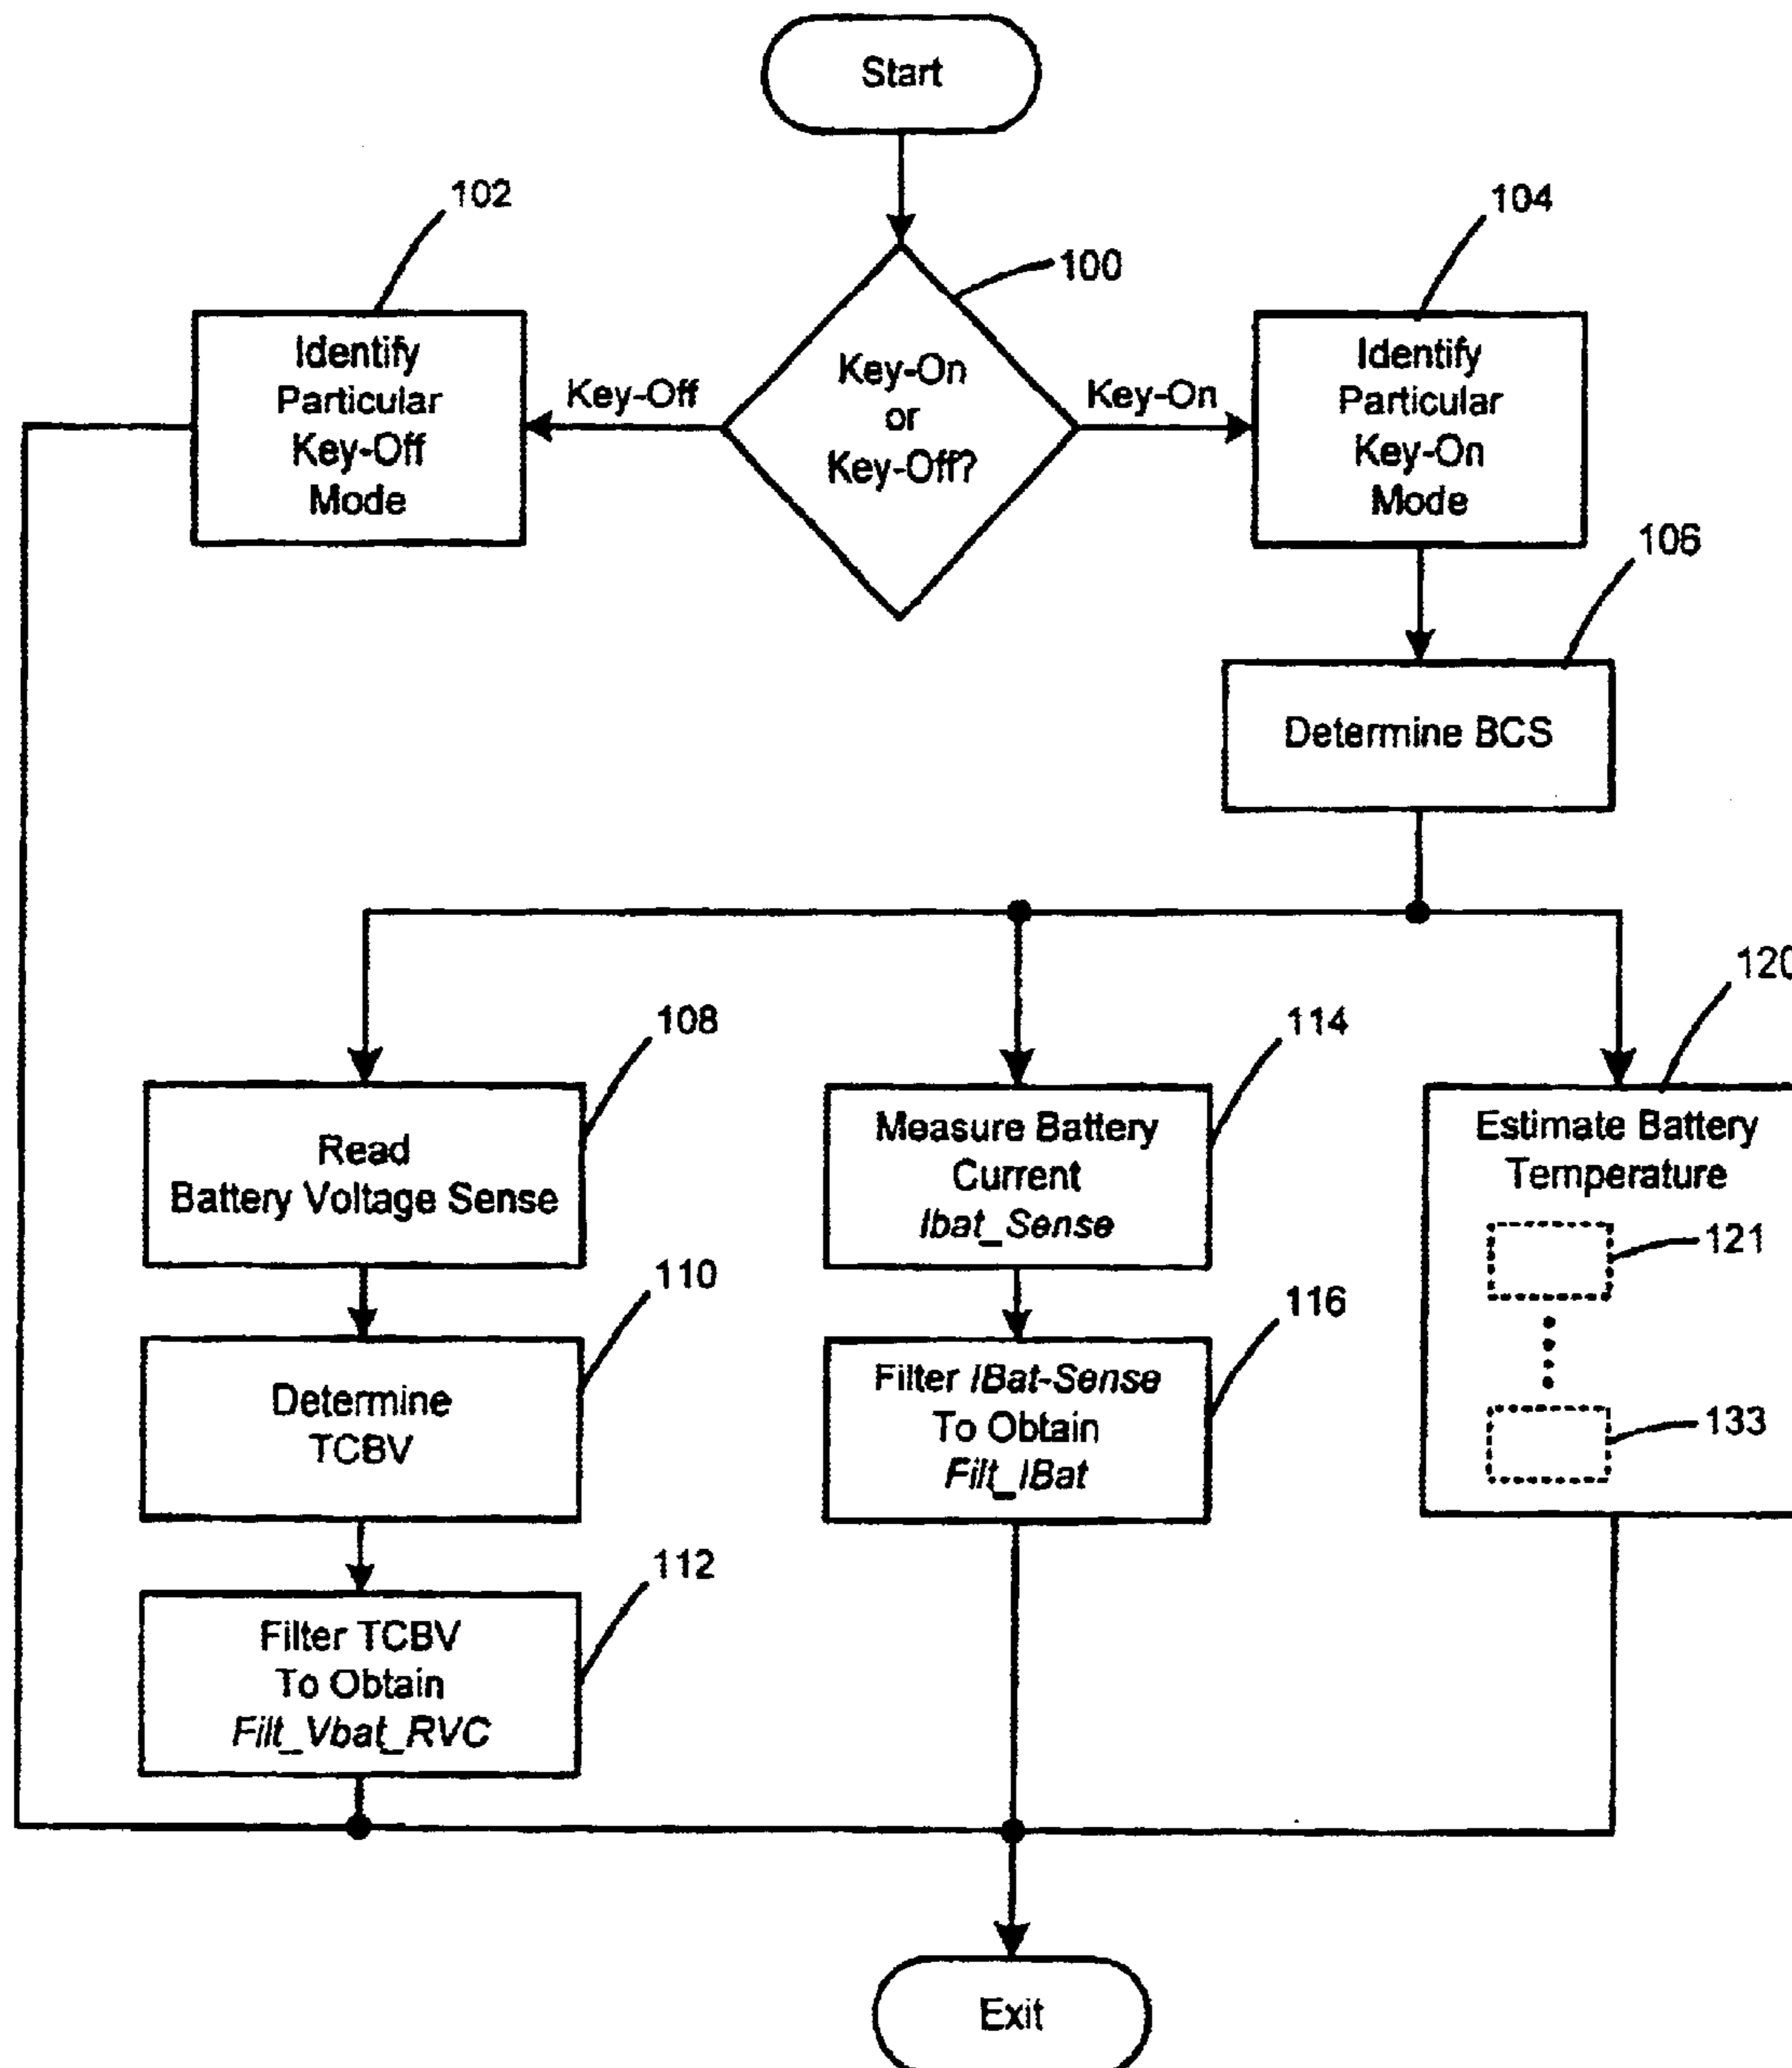 Start
102
104
100
Identify
Particular
Key-Off
Mode
Key-Off
Key-On
or
Key-Off?
Key-On
Identify
Particular
Key-On
Mode
106
Determine BCS
120
108
114
Read
Battery Voltage Sense
Measure Battery
Current
Ibat_Sense
Estimate Battery
Temperature
121
133
110
116
Determine
TCBV
Filter IBat-Sense
To Obtain
Filt_IBat
112
Filter TCBV
To Obtain
Filt_Vbat_RVC
Exit